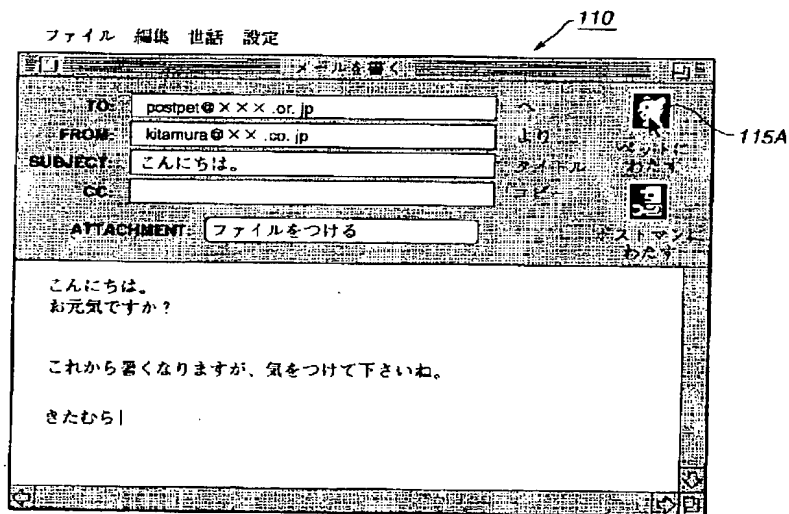 110
ファイル 編集 世話 設定
メールを書く
TO: postpet@×××.or.jp へ
FROM: kitamura@××.co.jp より
SUBJECT: こんにちは。 タイトル
CC: コピー
ATTACHMENT: ファイルをつける
ペットに
わたす
115A
ポストマンに
わたす
こんにちは。
お元気ですか?
これから暑くなりますが、気をつけて下さいね。
きたむら